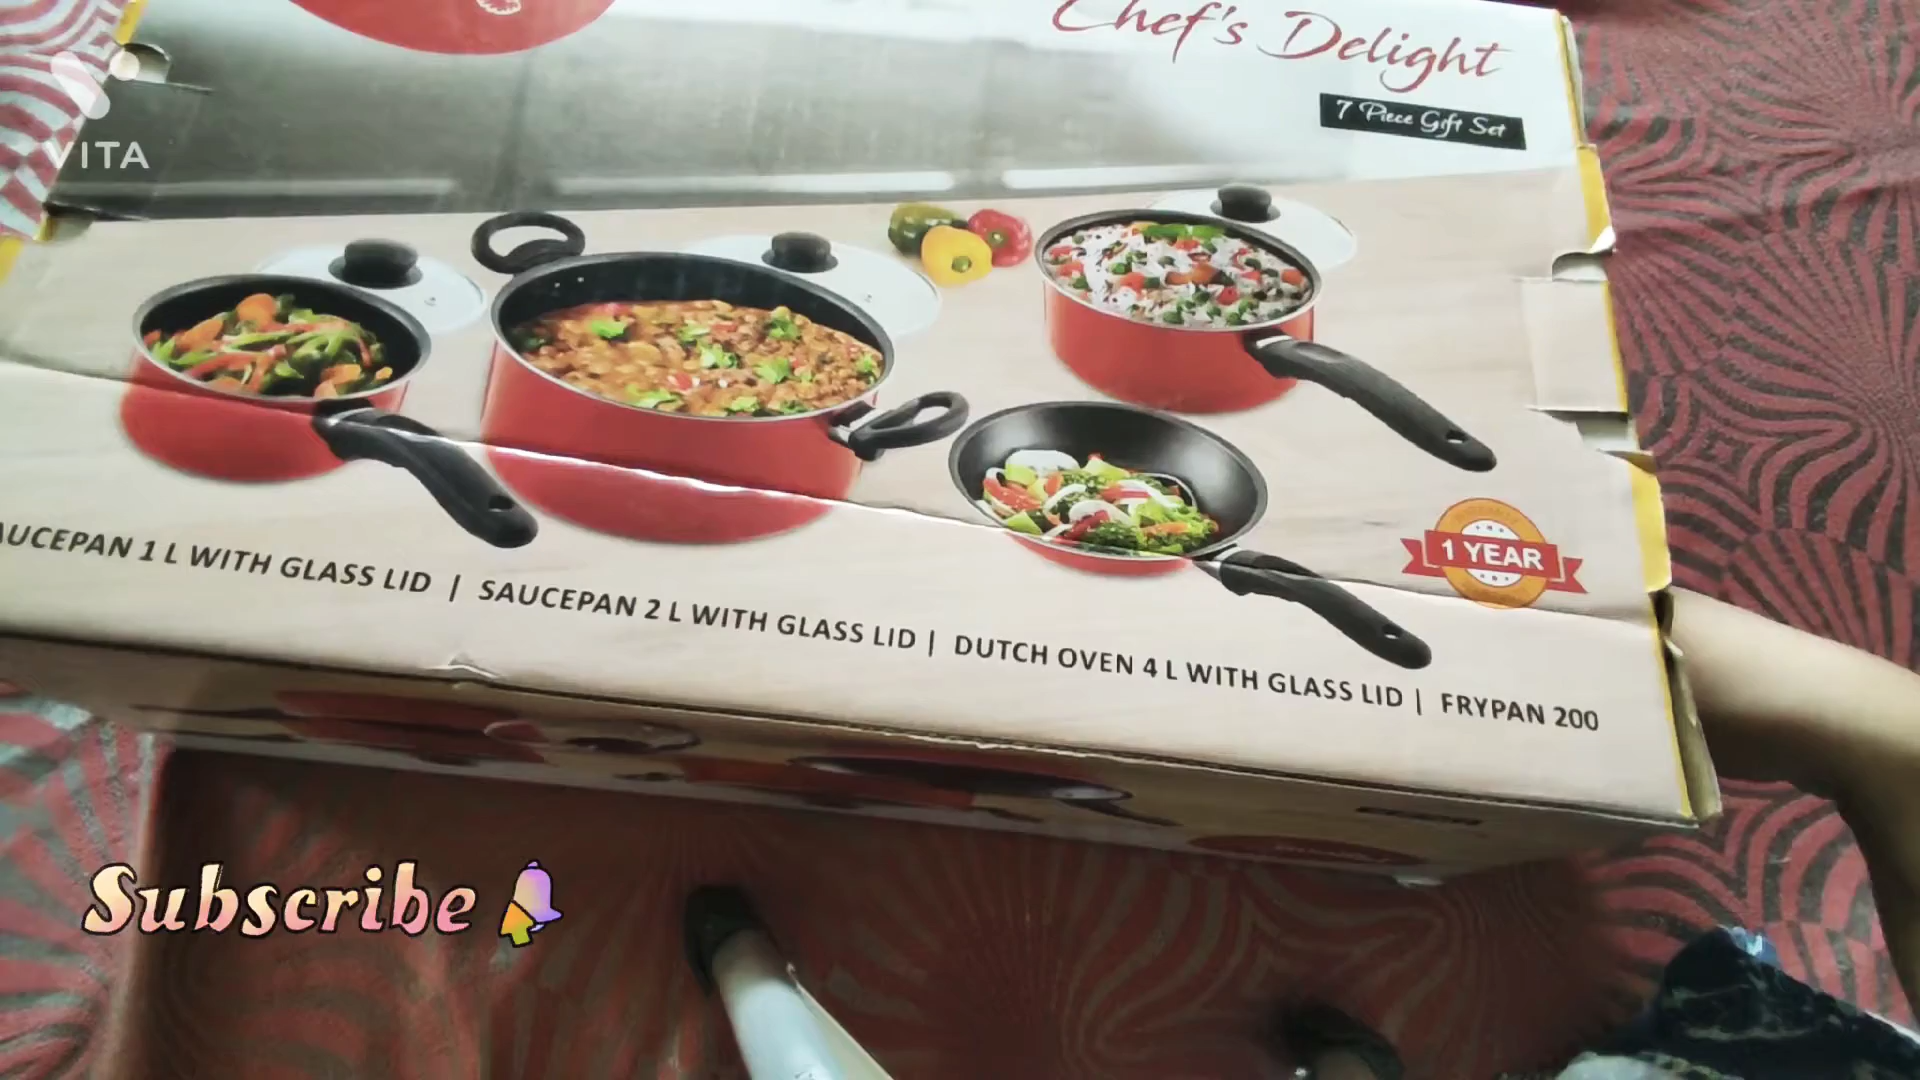 Chef's Delight
7 Piece Gift Set
VITA
1 YEAR
AUCEPAN 1 L WITH GLASS LID | SAUCEPAN 2 L WITH GLASS LID | DUTCH OVEN 4 L WITH GLASS LID | FRYPAN 200
Subscribe